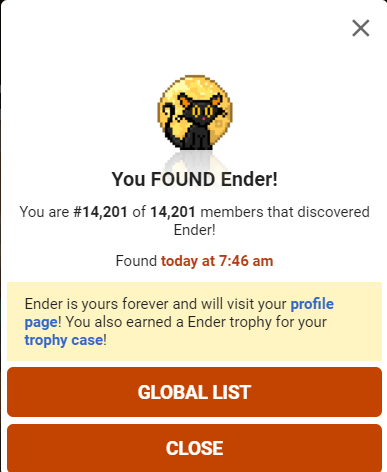 You FOUND Ender!
You are #14,201 of 14,201 members that discovered
Ender!
Found today at 7:46 am
Ender is yours forever and will visit your profile
page! You also earned a Ender trophy for your
trophy case!
GLOBAL LIST
CLOSE